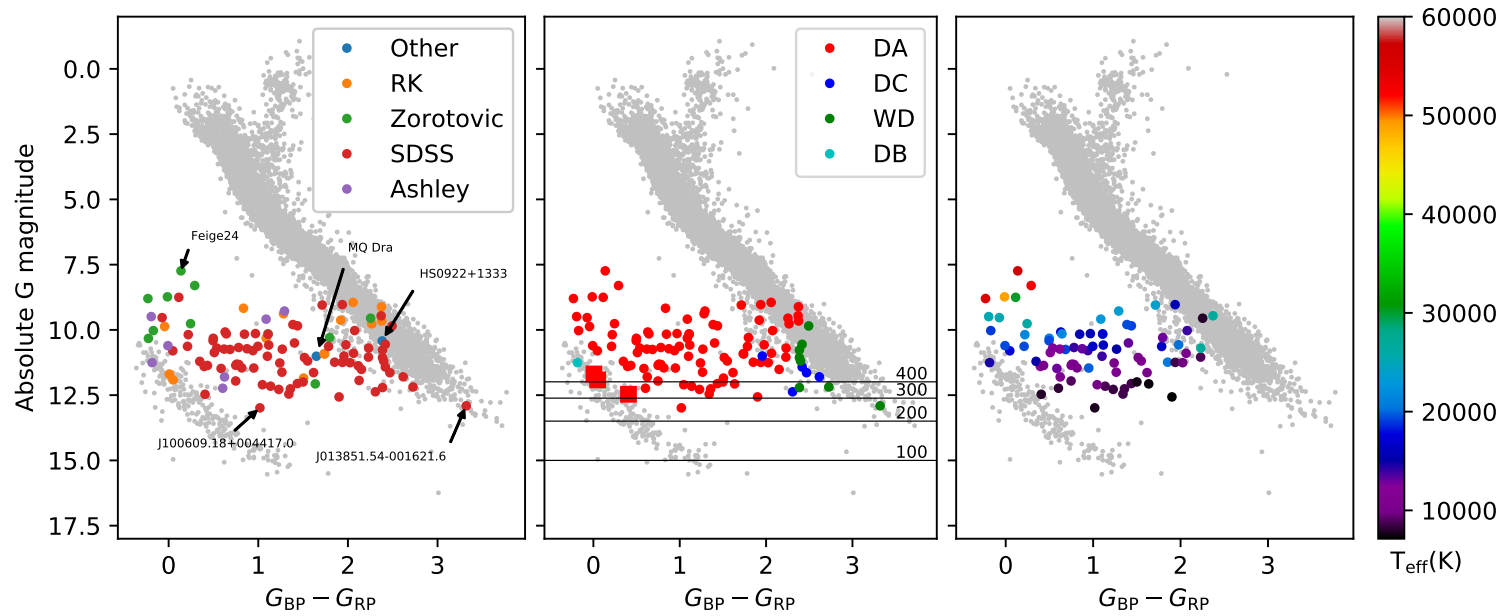 Absolute G magnitude
0.0
2.5
5.0
7.5
10.0
12.5
15.0
17.5
Other
RK
Zorotovic
SDSS
Ashley
Feige24
MQ Dra
HS0922+1333
J100609.18+004417.0
J013851.54-001621.6
0 1 2 3
G_BP − G_RP
DA
DC
WD
DB
400
300
200
100
0 1 2 3
G_BP − G_RP
0 1 2 3
G_BP − G_RP
60000
50000
40000
30000
20000
10000
T_eff(K)